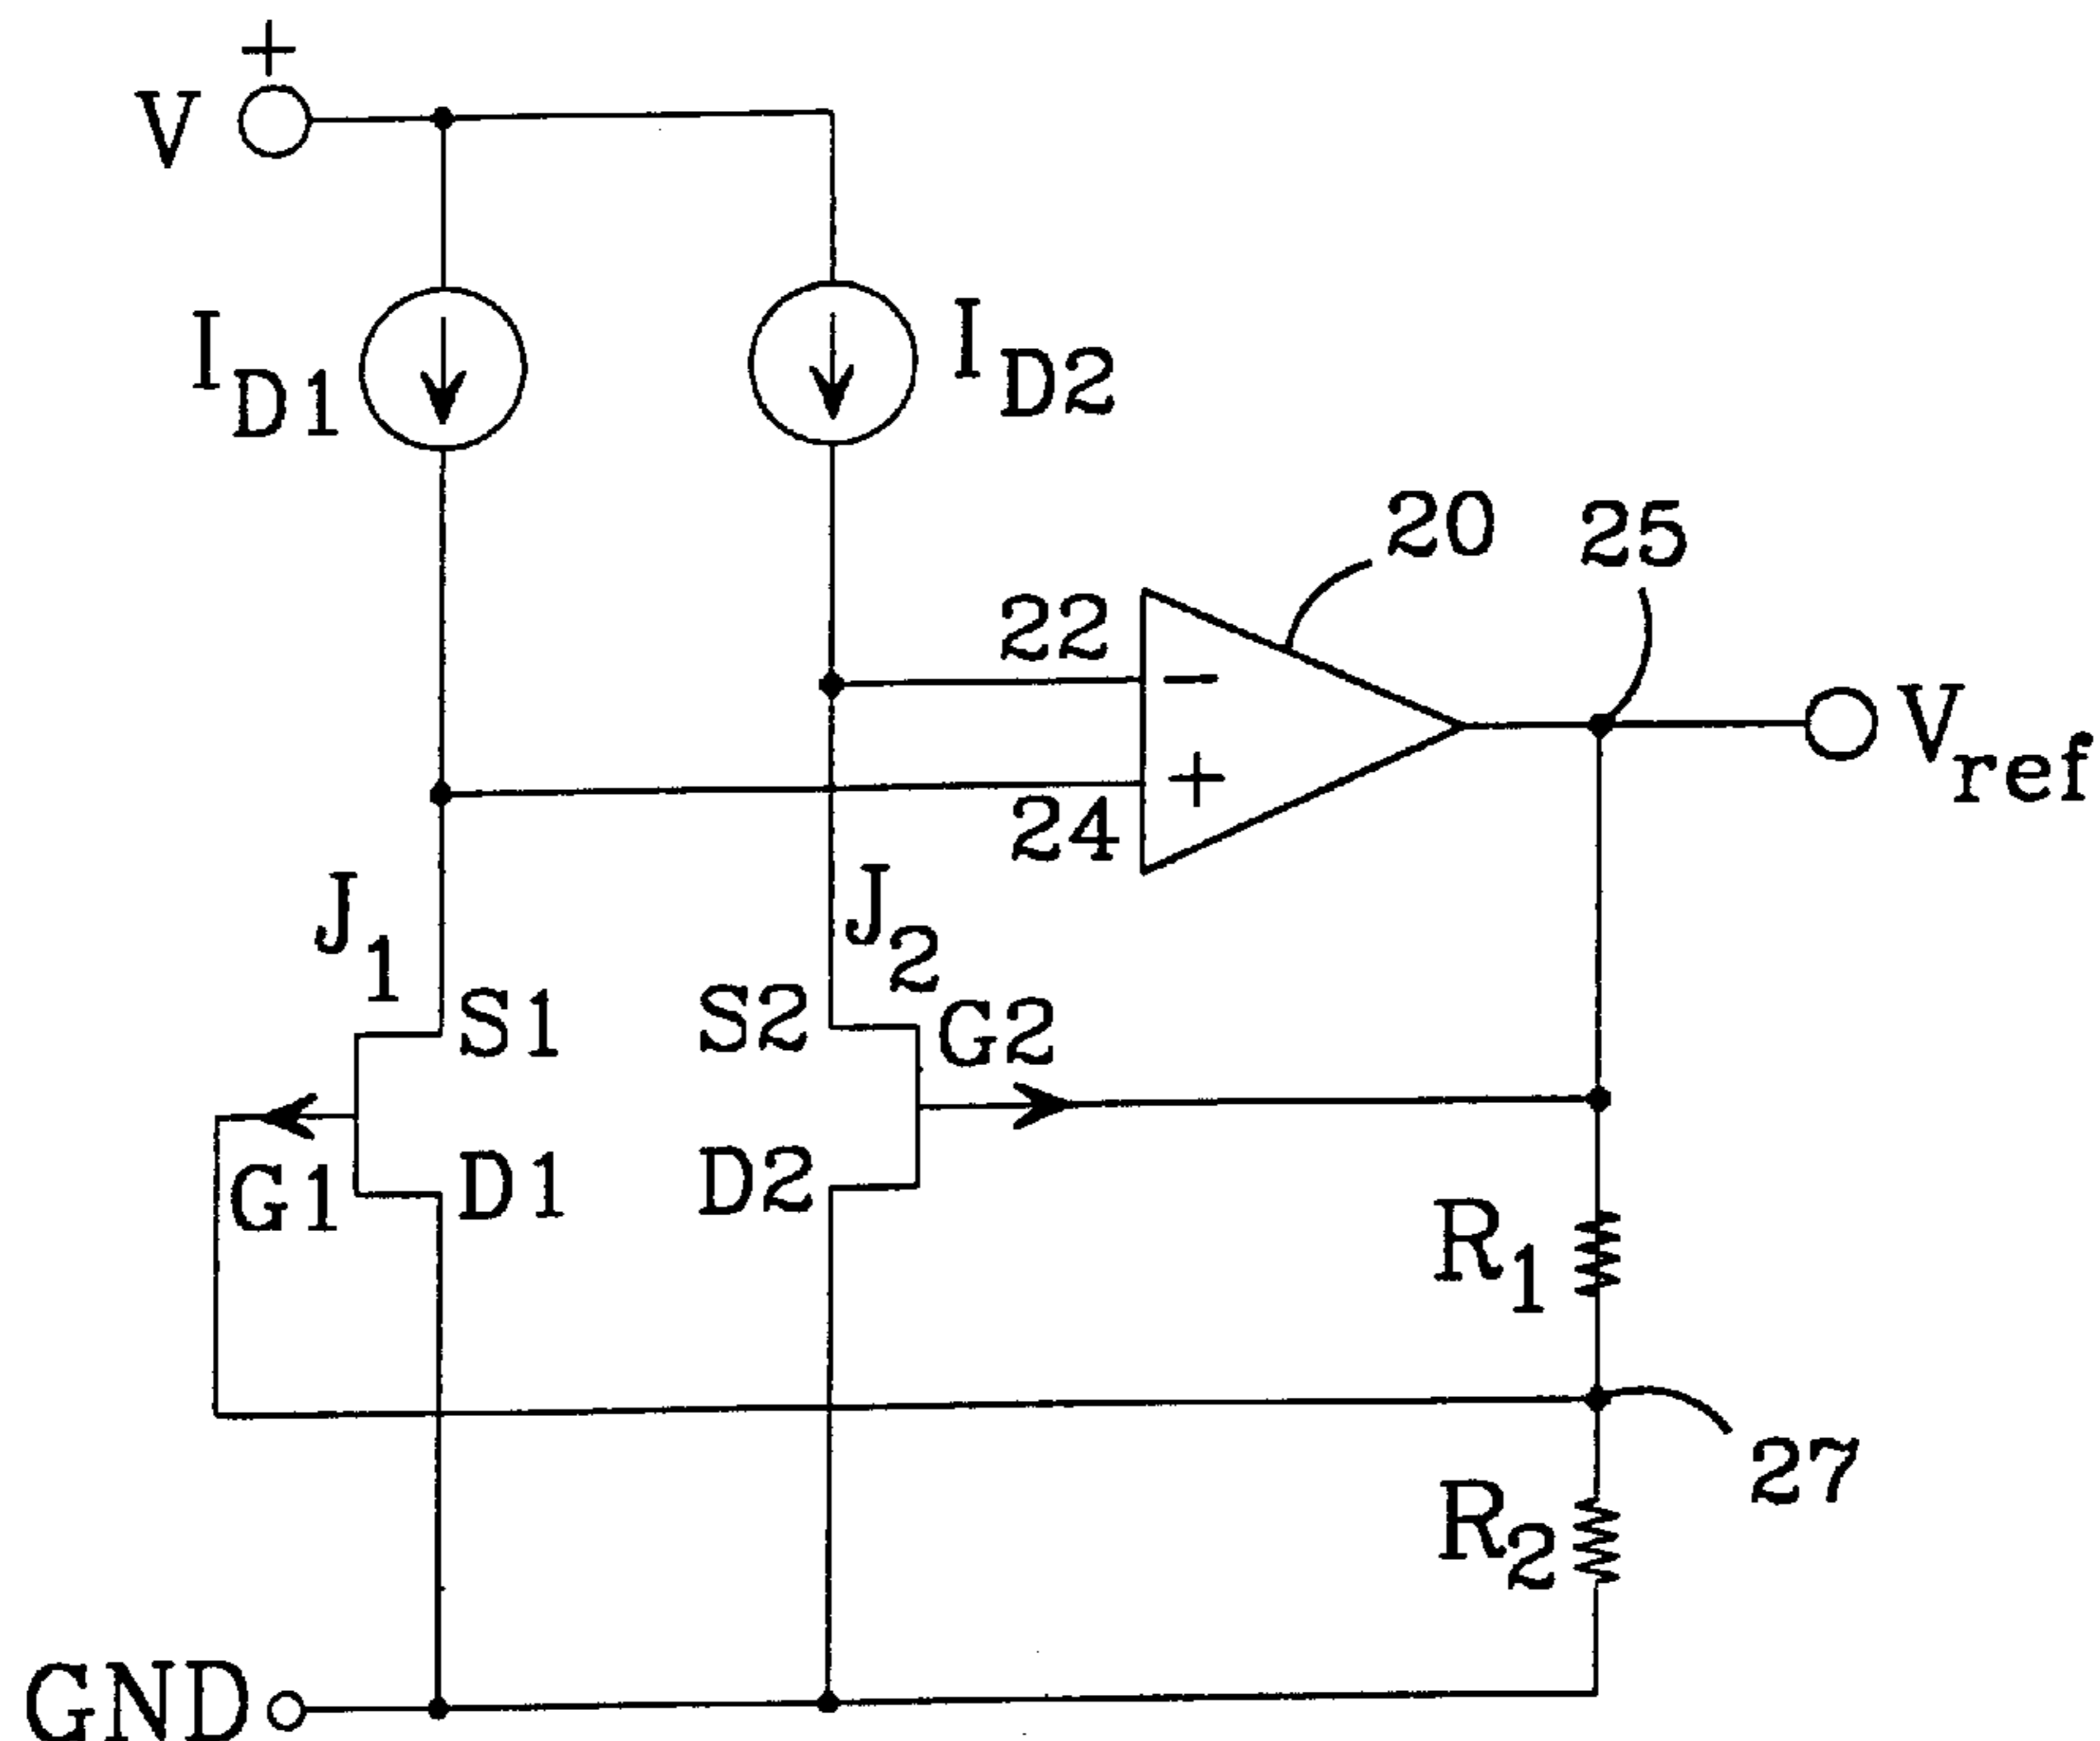 +
V
I D1
I D2
20
25
22
−
V ref
+
24
J 1
J 2
S1
S2
G2
G1
D1
D2
R 1
27
R 2
GND